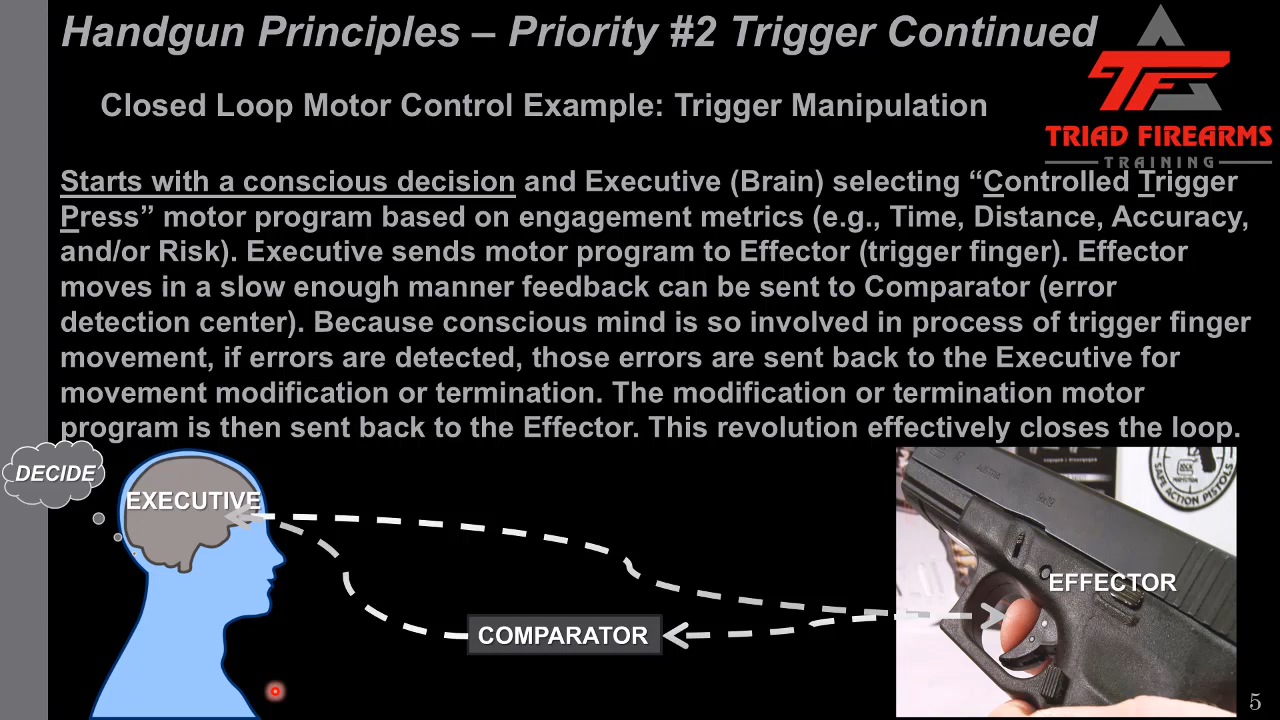 Handgun Principles – Priority #2 Trigger Continued
TRIAD FIREARMS
TRAINING
Closed Loop Motor Control Example: Trigger Manipulation
Starts with a conscious decision and Executive (Brain) selecting “Controlled Trigger
Press” motor program based on engagement metrics (e.g., Time, Distance, Accuracy,
and/or Risk). Executive sends motor program to Effector (trigger finger). Effector
moves in a slow enough manner feedback can be sent to Comparator (error
detection center). Because conscious mind is so involved in process of trigger finger
movement, if errors are detected, those errors are sent back to the Executive for
movement modification or termination. The modification or termination motor
program is then sent back to the Effector. This revolution effectively closes the loop.
DECIDE
EXECUTIVE
SAFE ACTION PISTOLS
EFFECTOR
COMPARATOR
5